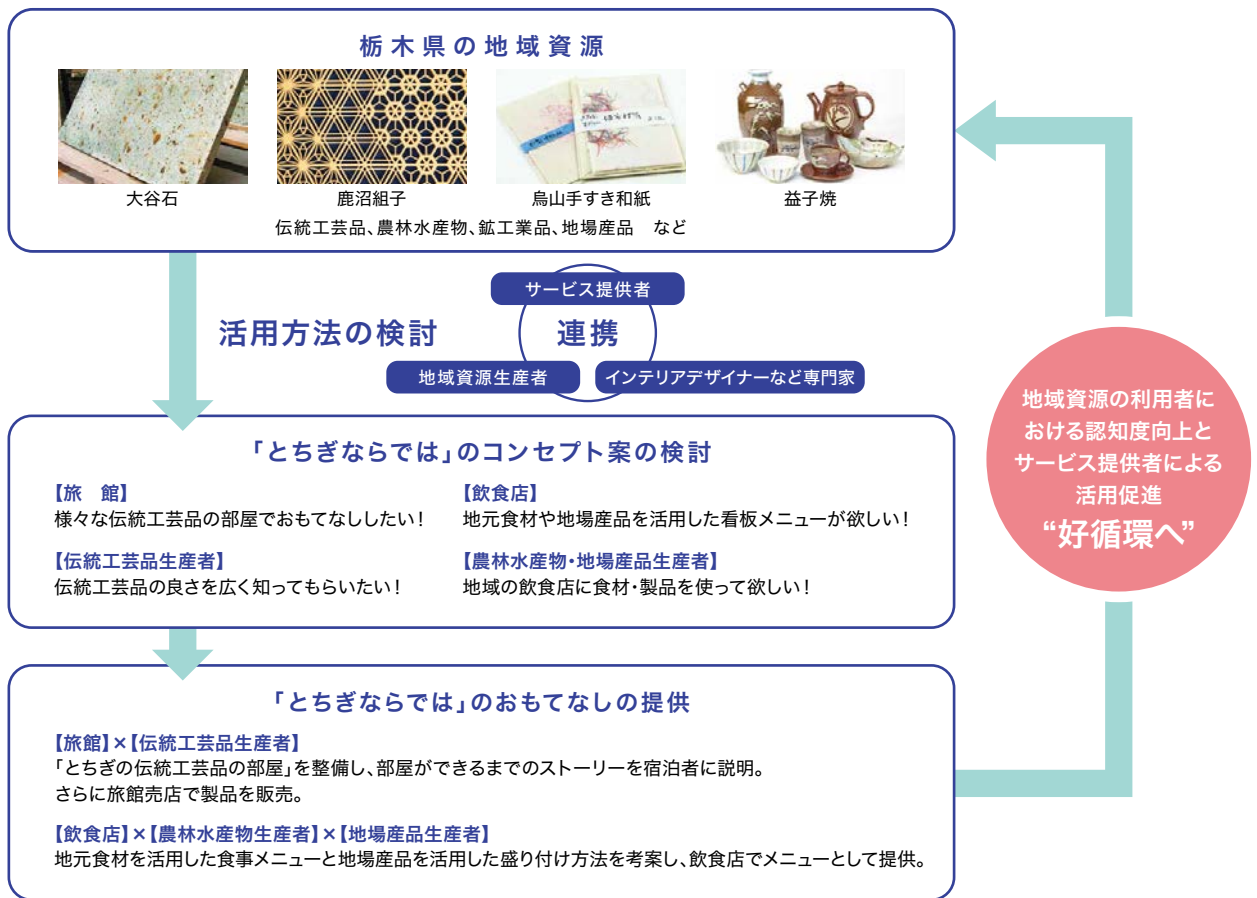 栃木県の地域資源
大谷石
鹿沼組子
烏山手すき和紙
益子焼
伝統工芸品、農林水産物、鉱工業品、地場産品　など
活用方法の検討
サービス提供者
連携
地域資源生産者
インテリアデザイナーなど専門家
「とちぎならでは」のコンセプト案の検討
【旅　館】
様々な伝統工芸品の部屋でおもてなししたい！
【飲食店】
地元食材や地場産品を活用した看板メニューが欲しい！
【伝統工芸品生産者】
伝統工芸品の良さを広く知ってもらいたい！
【農林水産物・地場産品生産者】
地域の飲食店に食材・製品を使って欲しい！
「とちぎならでは」のおもてなしの提供
【旅館】×【伝統工芸品生産者】
「とちぎの伝統工芸品の部屋」を整備し、部屋ができるまでのストーリーを宿泊者に説明。
さらに旅館売店で製品を販売。
【飲食店】×【農林水産物生産者】×【地場産品生産者】
地元食材を活用した食事メニューと地場産品を活用した盛り付け方法を考案し、飲食店でメニューとして提供。
地域資源の利用者に
おける認知度向上と
サービス提供者による
活用促進
“好循環へ”